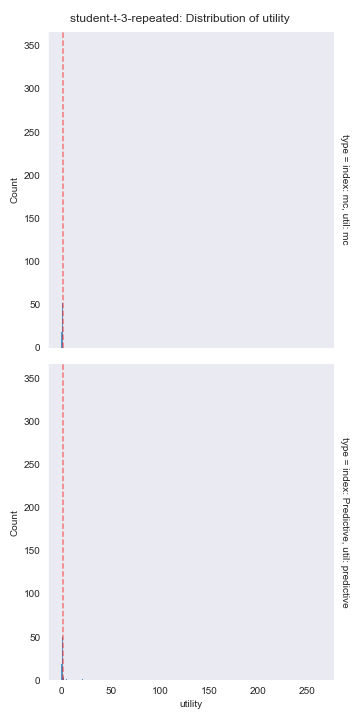 student-t-3-repeated: Distribution of utility
350
300
250
200
150
100
50
0
Count
type = index: mc, util: mc
350
300
250
200
150
100
50
0
Count
type = index: Predictive, util: predictive
0 50 100 150 200 250
utility